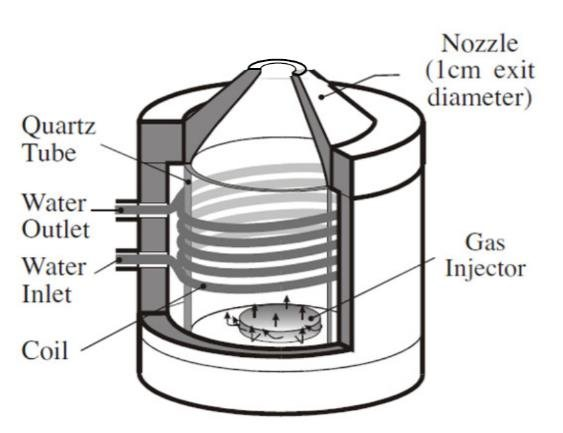 Nozzle
(1cm exit
diameter)
Quartz
Tube
Water
Outlet
Water
Inlet
Gas
Injector
Coil